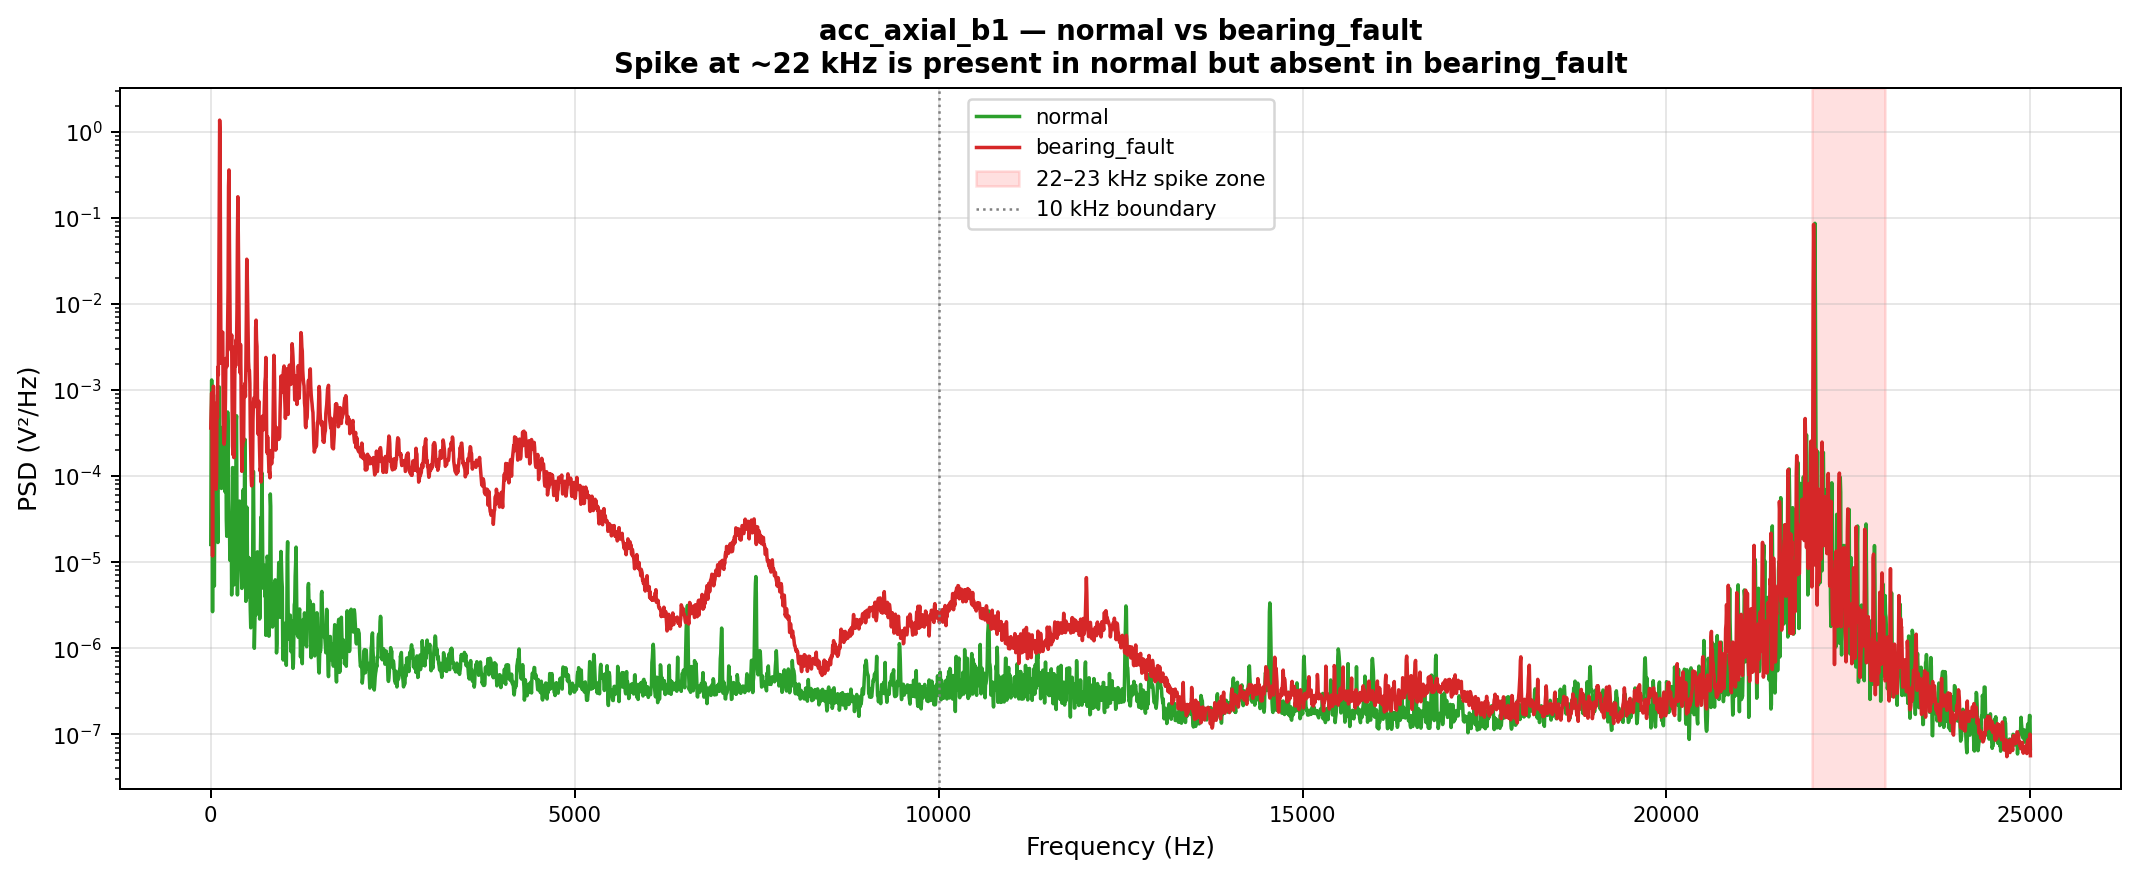 acc_axial_b1 — normal vs bearing_fault
Spike at ~22 kHz is present in normal but absent in bearing_fault
normal
bearing_fault
22–23 kHz spike zone
10 kHz boundary
PSD (V²/Hz)
10⁰
10⁻¹
10⁻²
10⁻³
10⁻⁴
10⁻⁵
10⁻⁶
10⁻⁷
0 5000 10000 15000 20000 25000
Frequency (Hz)